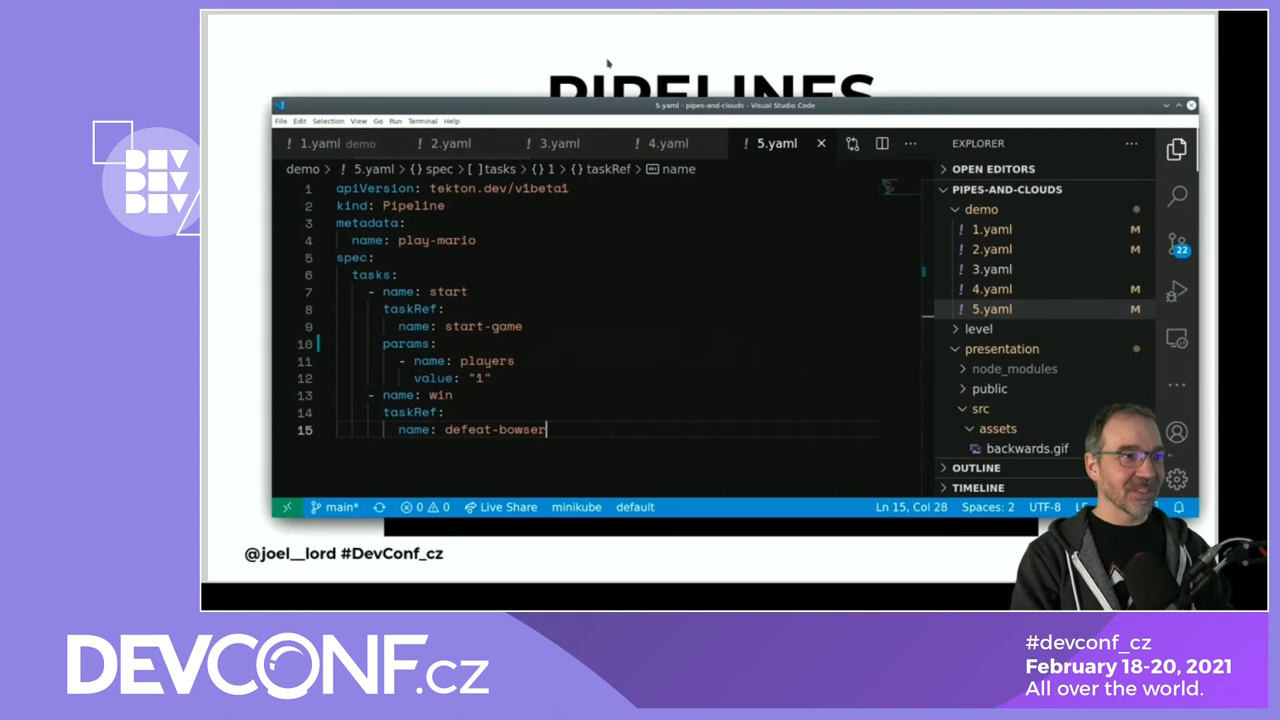 PIPELINES
5.yaml - pipes-and-clouds - Visual Studio Code
File Edit Selection View Go Run Terminal Help
! 1.yaml demo ! 2.yaml ! 3.yaml ! 4.yaml ! 5.yaml
demo > ! 5.yaml > {} spec > [ ] tasks > {} 1 > {} taskRef > abc name
1 apiVersion: tekton.dev/v1beta1
2 kind: Pipeline
3 metadata:
4 name: play-mario
5 spec:
6 tasks:
7 - name: start
8 taskRef:
9 name: start-game
10 params:
11 - name: players
12 value: "1"
13 - name: win
14 taskRef:
15 name: defeat-bowser
EXPLORER
OPEN EDITORS
PIPES-AND-CLOUDS
demo
! 1.yaml M
! 2.yaml M
! 3.yaml
! 4.yaml M
! 5.yaml M
level
presentation
node_modules
public
src
assets
backwards.gif
OUTLINE
TIMELINE
22
main* 0 0 Live Share minikube default Ln 15, Col 28 Spaces: 2 UTF-8
@joel__lord #DevConf_cz
DEV
DEV
DEV
DEVCONF.cz
#devconf_cz
February 18-20, 2021
All over the world.